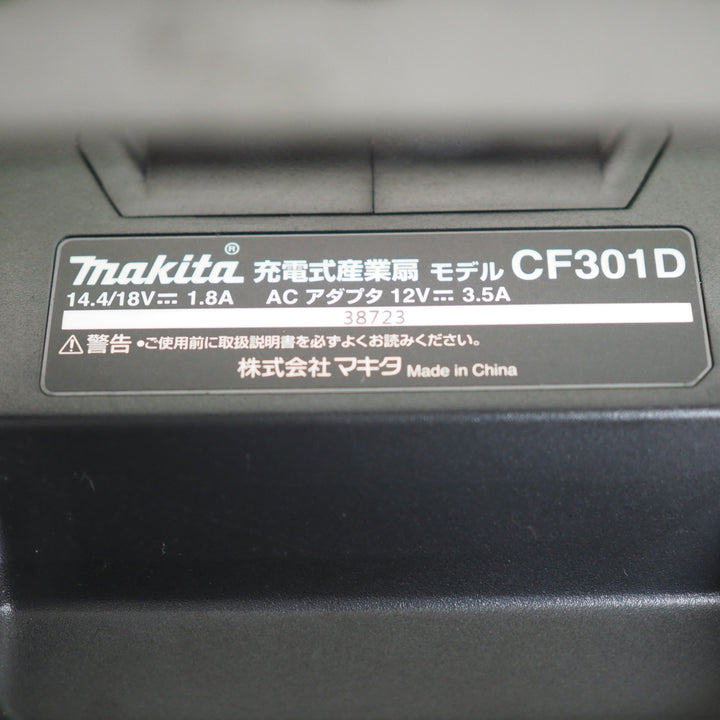 makita® 充電式産業扇 モデル CF301D
14.4/18V⎓ 1.8A AC アダプタ 12V⎓ 3.5A
38723
⚠警告 •ご使用前に取扱説明書を必ずよくお読みください。
株式会社 マキタ Made in China